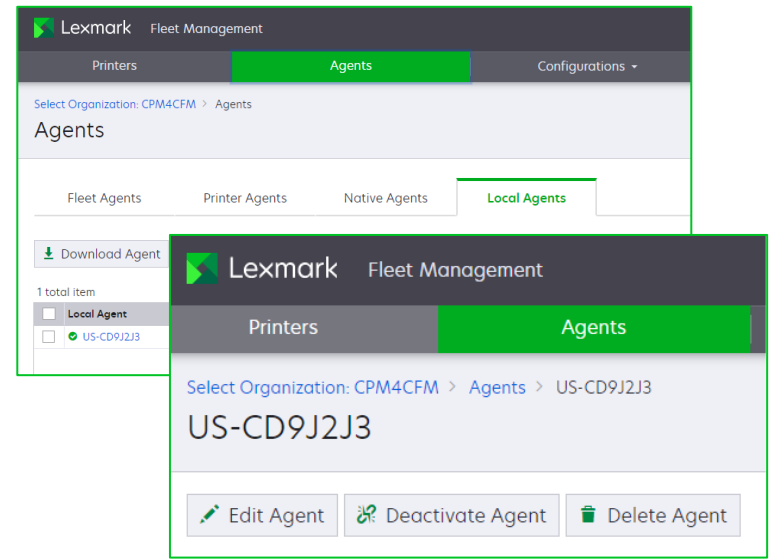 Lexmark Fleet Management
Printers Agents Configurations
Select Organization: CPM4CFM > Agents
Agents
Fleet Agents Printer Agents Native Agents Local Agents
Download Agent
1 total item
Local Agent
US-CD9J2J3
Lexmark Fleet Management
Printers Agents
Select Organization: CPM4CFM > Agents > US-CD9J2J3
US-CD9J2J3
Edit Agent Deactivate Agent Delete Agent